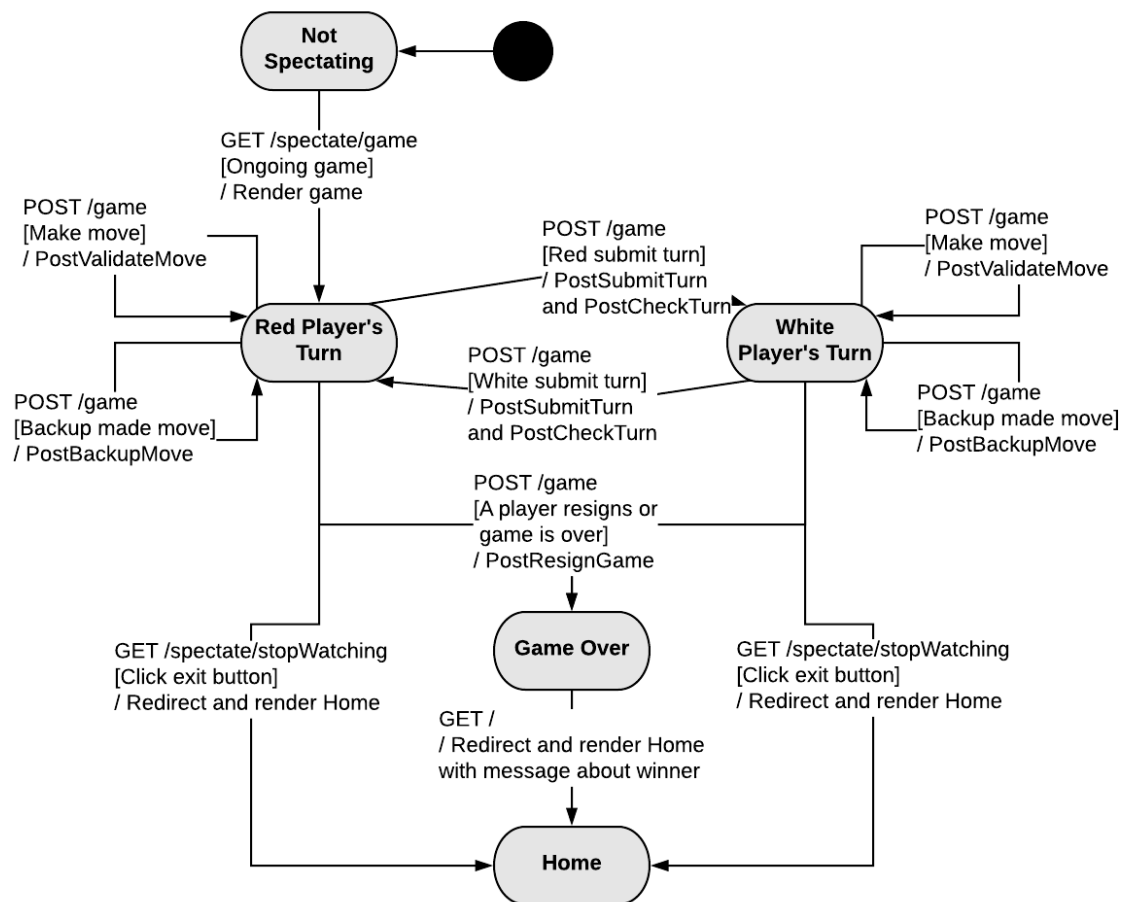 Not
Spectating
GET /spectate/game
[Ongoing game]
/ Render game
POST /game
[Make move]
/ PostValidateMove
POST /game
[Red submit turn]
/ PostSubmitTurn
and PostCheckTurn
POST /game
[Make move]
/ PostValidateMove
Red Player's
Turn
White
Player's Turn
POST /game
[White submit turn]
/ PostSubmitTurn
and PostCheckTurn
POST /game
[Backup made move]
/ PostBackupMove
POST /game
[Backup made move]
/ PostBackupMove
POST /game
[A player resigns or
game is over]
/ PostResignGame
GET /spectate/stopWatching
[Click exit button]
/ Redirect and render Home
Game Over
GET /spectate/stopWatching
[Click exit button]
/ Redirect and render Home
GET /
/ Redirect and render Home
with message about winner
Home